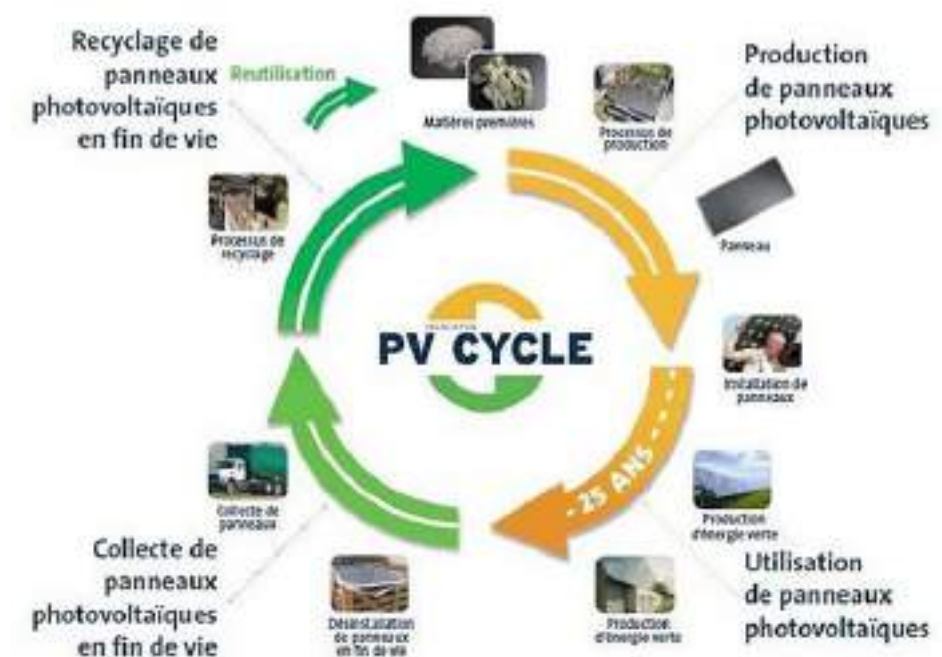 Recyclage de
panneaux
photovoltaïques
en fin de vie
Reutilisation
Matières premières
Processus de
production
Production
de panneaux
photovoltaïques
Panneau
Processus de
recyclage
PV CYCLE
Installation de
panneaux
- 25 ANS - - - -
Production
d'énergie verte
Utilisation
de panneaux
photovoltaïques
Production
d'énergie verte
Désinstallation
de panneaux
en fin de vie
Collecte de
panneaux
Collecte de
panneaux
photovoltaïques
en fin de vie